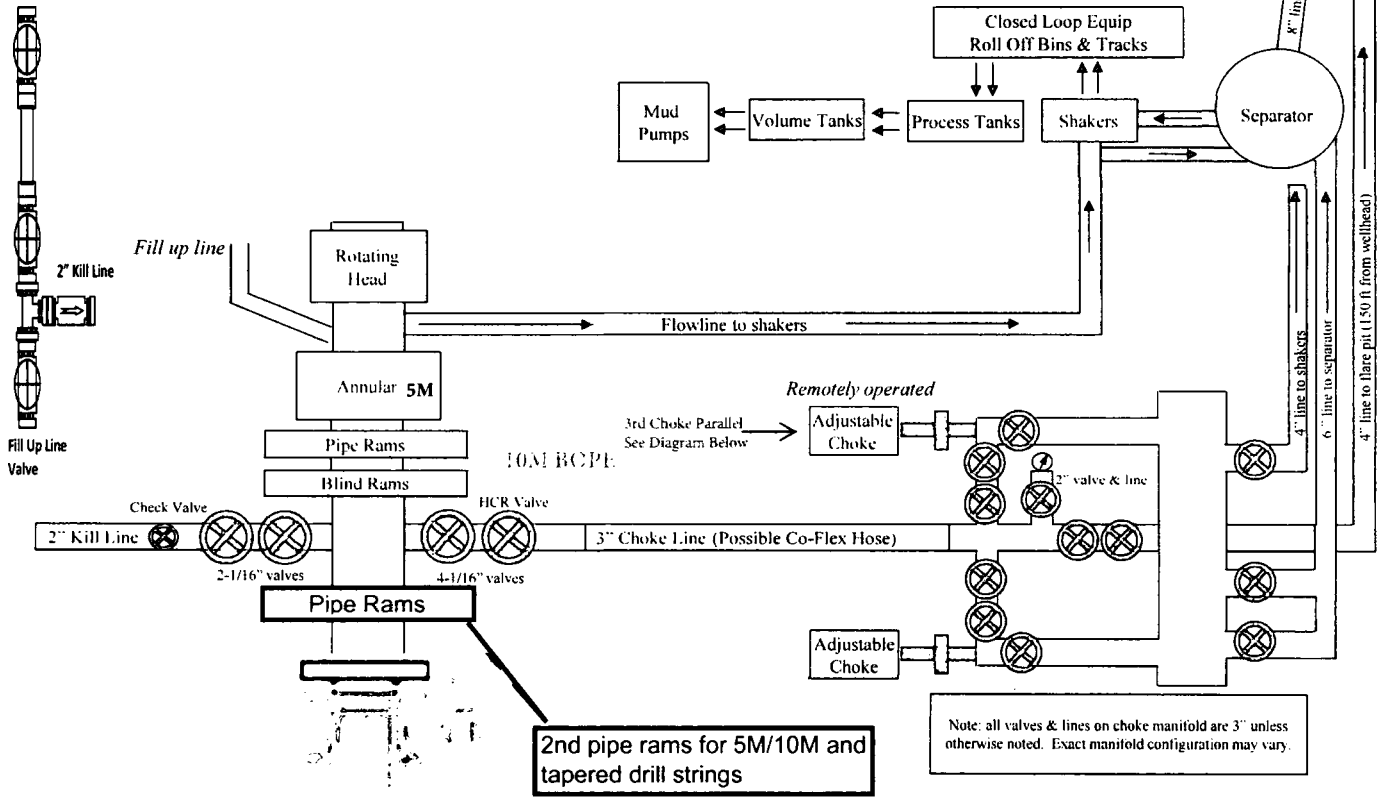 Closed Loop Equip
Roll Off Bins & Tracks
8" line
Mud
Pumps
Volume Tanks
Process Tanks
Shakers
Separator
Fill up line
2" Kill Line
Rotating
Head
Flowline to shakers
Annular 5M
Remotely operated
3rd Choke Parallel
See Diagram Below
Adjustable
Choke
Fill Up Line
Valve
Pipe Rams
10M BOPE
Blind Rams
2" valve & line
Check Valve
HCR Valve
2" Kill Line
3" Choke Line (Possible Co-Flex Hose)
2-1/16" valves
4-1/16" valves
4" line to shakers
6" line to separator
4" line to flare pit (150 ft from wellhead)
Pipe Rams
Adjustable
Choke
2nd pipe rams for 5M/10M and
tapered drill strings
Note: all valves & lines on choke manifold are 3" unless
otherwise noted. Exact manifold configuration may vary.